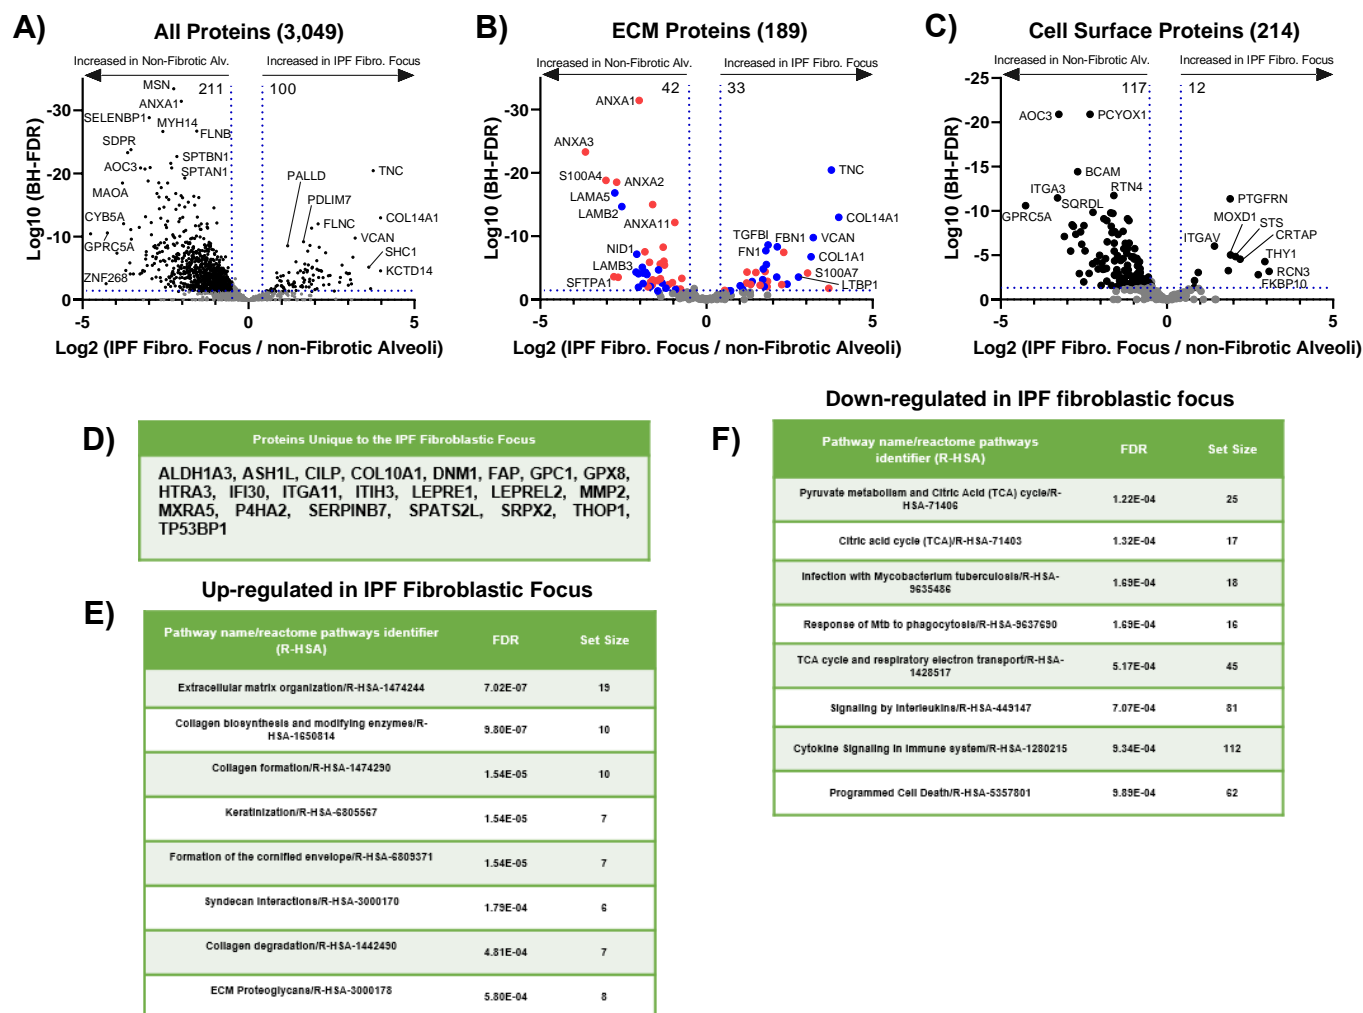 A)
All Proteins (3,049)
Increased in Non-Fibrotic Alv.
Increased in IPF Fibro. Focus
211
100
MSN
ANXA1
SELENBP1
MYH14
FLNB
SDPR
SPTBN1
AOC3
SPTAN1
MAOA
CYB5A
GPRC5A
ZNF268
PALLD
PDLIM7
FLNC
TNC
COL14A1
VCAN
SHC1
KCTD14
Log10 (BH-FDR)
-30
-20
-10
0
-5
0
5
Log2 (IPF Fibro. Focus / non-Fibrotic Alveoli)
B)
ECM Proteins (189)
Increased in Non-Fibrotic Alv.
Increased in IPF Fibro. Focus
42
33
ANXA1
ANXA3
S100A4
ANXA2
LAMA5
LAMB2
ANXA11
NID1
LAMB3
SFTPA1
TNC
COL14A1
TGFBI
FBN1
VCAN
FN1
COL1A1
S100A7
LTBP1
Log10 (BH-FDR)
-30
-20
-10
0
-5
0
5
Log2 (IPF Fibro. Focus / non-Fibrotic Alveoli)
C)
Cell Surface Proteins (214)
Increased in Non-Fibrotic Alv.
Increased in IPF Fibro. Focus
117
12
AOC3
PCYOX1
BCAM
ITGA3
RTN4
SQRDL
GPRC5A
ITGAV
PTGFRN
MOXD1
STS
CRTAP
THY1
RCN3
FKBP10
Log10 (BH-FDR)
-25
-20
-15
-10
-5
0
-5
0
5
Log2 (IPF Fibro. Focus / non-Fibrotic Alveoli)
D)
Proteins Unique to the IPF Fibroblastic Focus
ALDH1A3, ASH1L, CILP, COL10A1, DNM1, FAP, GPC1, GPX8,
HTRA3, IFI30, ITGA11, ITIH3, LEPRE1, LEPREL2, MMP2,
MXRA5, P4HA2, SERPINB7, SPATS2L, SRPX2, THOP1,
TP53BP1
E)
Up-regulated in IPF Fibroblastic Focus
Pathway name/reactome pathways identifier
(R-HSA)
FDR
Set Size
Extracellular matrix organization/R-HSA-1474244
7.02E-07
19
Collagen biosynthesis and modifying enzymes/R-
HSA-1650814
9.80E-07
10
Collagen formation/R-HSA-1474290
1.54E-05
10
Keratinization/R-HSA-6805567
1.54E-05
7
Formation of the cornified envelope/R-HSA-6809371
1.54E-05
7
Syndecan interactions/R-HSA-3000170
1.79E-04
6
Collagen degradation/R-HSA-1442490
4.81E-04
7
ECM Proteoglycans/R-HSA-3000178
5.80E-04
8
F)
Down-regulated in IPF fibroblastic focus
Pathway name/reactome pathways
identifier (R-HSA)
FDR
Set Size
Pyruvate metabolism and Citric Acid (TCA) cycle/R-
HSA-71406
1.22E-04
25
Citric acid cycle (TCA)/R-HSA-71403
1.32E-04
17
Infection with Mycobacterium tuberculosis/R-HSA-
9635486
1.69E-04
18
Response of Mtb to phagocytosis/R-HSA-9637690
1.69E-04
16
TCA cycle and respiratory electron transport/R-HSA-
1428517
5.17E-04
45
Signaling by Interleukins/R-HSA-449147
7.07E-04
81
Cytokine Signaling in Immune system/R-HSA-1280215
9.34E-04
112
Programmed Cell Death/R-HSA-5357801
9.89E-04
62